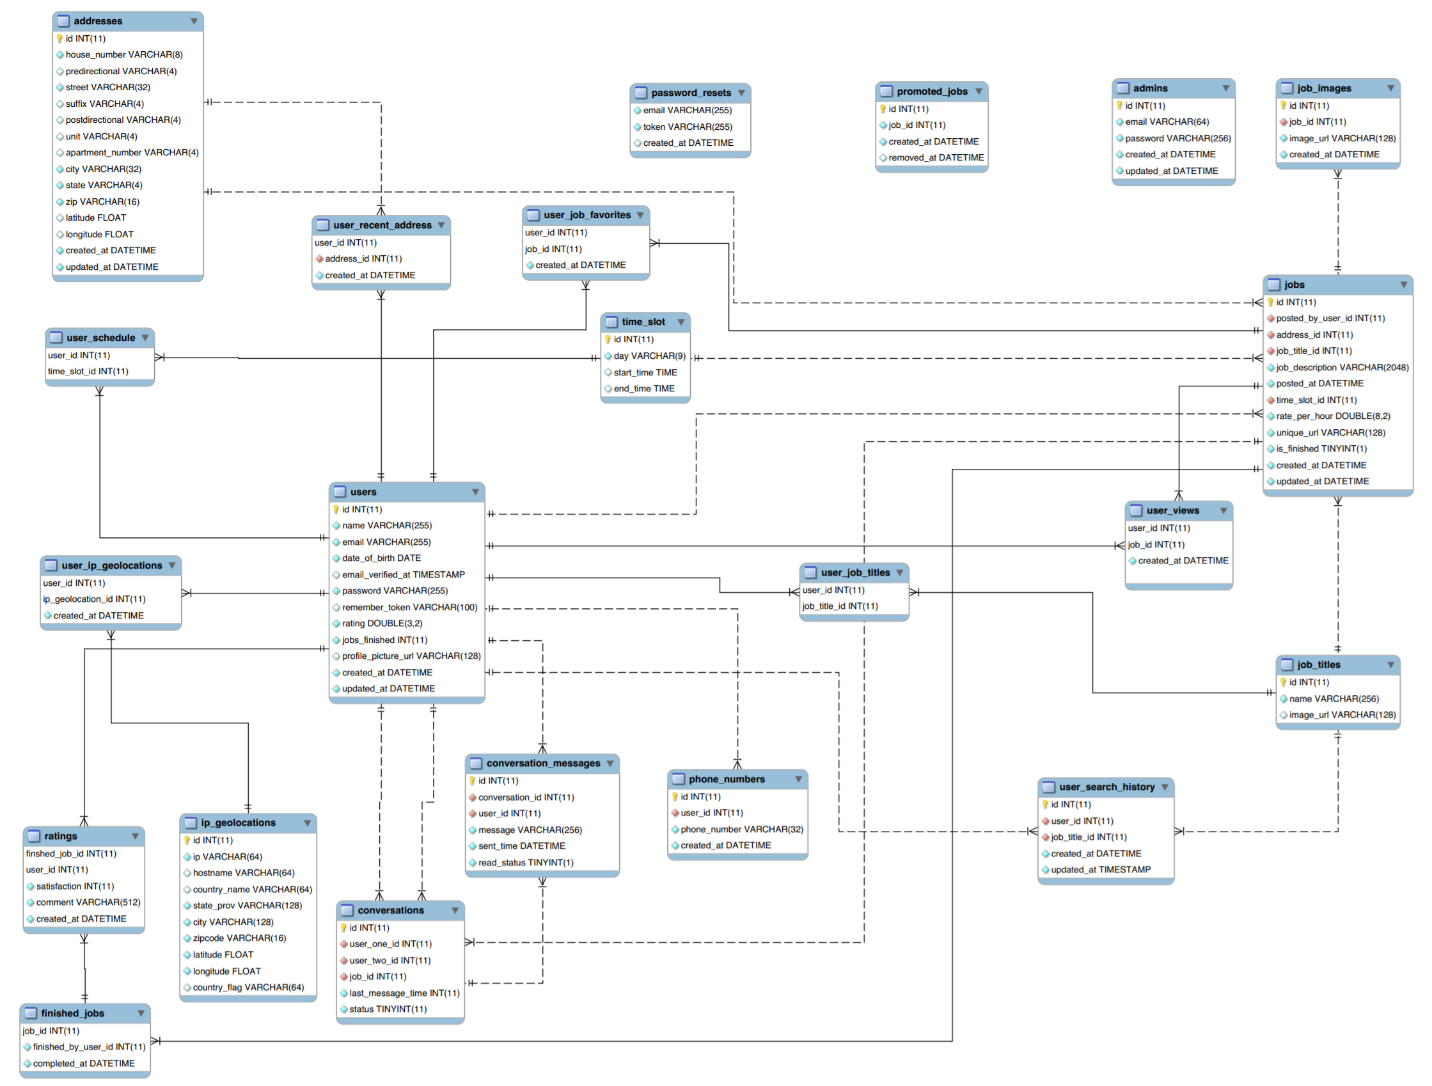 addresses
id INT(11)
house_number VARCHAR(8)
predirectional VARCHAR(4)
street VARCHAR(32)
suffix VARCHAR(4)
postdirectional VARCHAR(4)
unit VARCHAR(4)
apartment_number VARCHAR(4)
city VARCHAR(32)
state VARCHAR(4)
zip VARCHAR(16)
latitude FLOAT
longitude FLOAT
created_at DATETIME
updated_at DATETIME
password_resets
email VARCHAR(255)
token VARCHAR(255)
created_at DATETIME
promoted_jobs
id INT(11)
job_id INT(11)
created_at DATETIME
removed_at DATETIME
admins
id INT(11)
email VARCHAR(64)
password VARCHAR(256)
created_at DATETIME
updated_at DATETIME
job_images
id INT(11)
job_id INT(11)
image_url VARCHAR(128)
created_at DATETIME
user_recent_address
user_id INT(11)
address_id INT(11)
created_at DATETIME
user_job_favorites
user_id INT(11)
job_id INT(11)
created_at DATETIME
jobs
id INT(11)
posted_by_user_id INT(11)
address_id INT(11)
job_title_id INT(11)
job_description VARCHAR(2048)
posted_at DATETIME
time_slot_id INT(11)
rate_per_hour DOUBLE(8,2)
unique_url VARCHAR(128)
is_finished TINYINT(1)
created_at DATETIME
updated_at DATETIME
user_schedule
user_id INT(11)
time_slot_id INT(11)
time_slot
id INT(11)
day VARCHAR(9)
start_time TIME
end_time TIME
users
id INT(11)
name VARCHAR(255)
email VARCHAR(255)
date_of_birth DATE
email_verified_at TIMESTAMP
password VARCHAR(255)
remember_token VARCHAR(100)
rating DOUBLE(3,2)
jobs_finished INT(11)
profile_picture_url VARCHAR(128)
created_at DATETIME
updated_at DATETIME
user_views
user_id INT(11)
job_id INT(11)
created_at DATETIME
user_ip_geolocations
user_id INT(11)
ip_geolocation_id INT(11)
created_at DATETIME
user_job_titles
user_id INT(11)
job_title_id INT(11)
job_titles
id INT(11)
name VARCHAR(256)
image_url VARCHAR(128)
conversation_messages
id INT(11)
conversation_id INT(11)
user_id INT(11)
message VARCHAR(256)
sent_time DATETIME
read_status TINYINT(1)
phone_numbers
id INT(11)
user_id INT(11)
phone_number VARCHAR(32)
created_at DATETIME
user_search_history
id INT(11)
user_id INT(11)
job_title_id INT(11)
created_at DATETIME
updated_at TIMESTAMP
ratings
finshed_job_id INT(11)
user_id INT(11)
satisfaction INT(11)
comment VARCHAR(512)
created_at DATETIME
ip_geolocations
id INT(11)
ip VARCHAR(64)
hostname VARCHAR(64)
country_name VARCHAR(64)
state_prov VARCHAR(128)
city VARCHAR(128)
zipcode VARCHAR(16)
latitude FLOAT
longitude FLOAT
country_flag VARCHAR(64)
conversations
id INT(11)
user_one_id INT(11)
user_two_id INT(11)
job_id INT(11)
last_message_time INT(11)
status TINYINT(11)
finished_jobs
job_id INT(11)
finished_by_user_id INT(11)
completed_at DATETIME